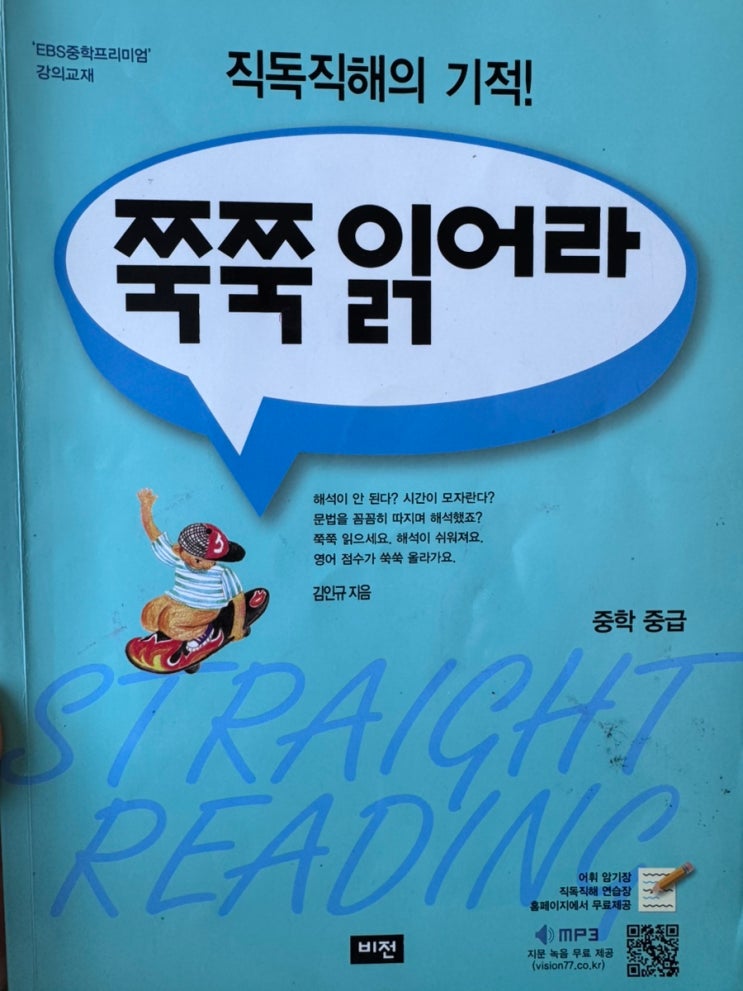 'EBS중학프리미엄'
강의교재
직독직해의 기적!
쭉쭉 읽어라
해석이 안 된다? 시간이 모자란다?
문법을 꼼꼼히 따지며 해석했죠?
쭉쭉 읽으세요. 해석이 쉬워져요.
영어 점수가 쑥쑥 올라가요.
김인규 지음
중학 중급
STRAIGHT
READING
어휘 암기장
직독직해 연습장
홈페이지에서 무료제공
MP3
지문 녹음 무료 제공
(vision77.co.kr)
비전